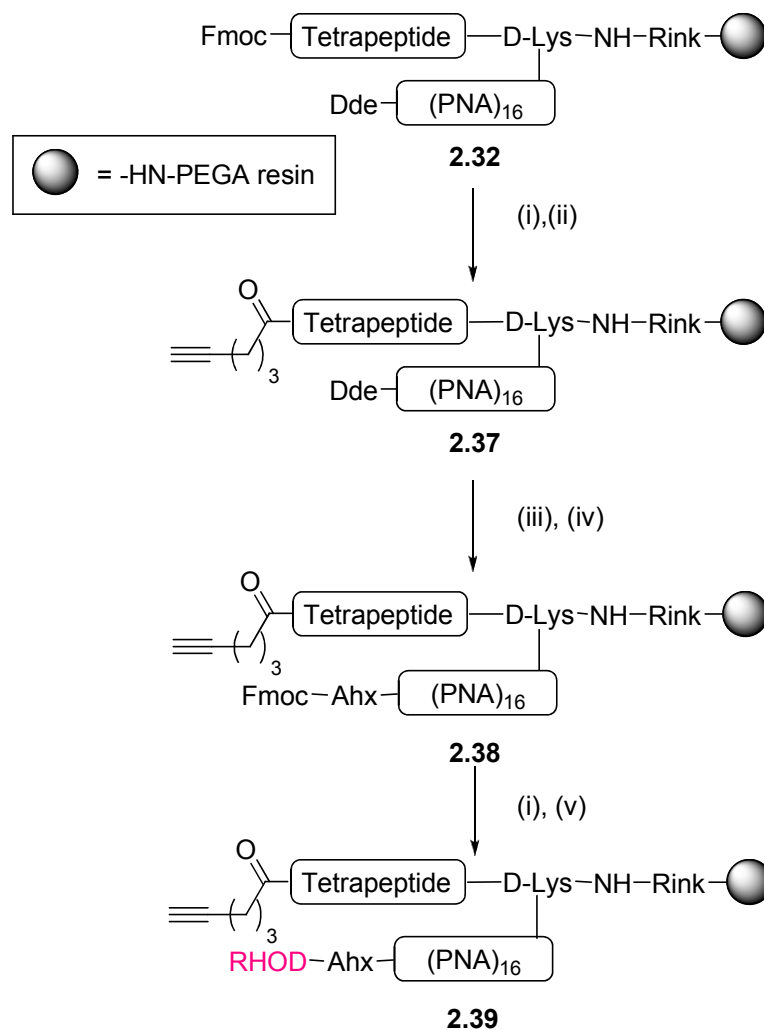 Fmoc Tetrapeptide D-Lys NH Rink
Dde (PNA)16
2.32
= -HN-PEGA resin
(i),(ii)
O
Tetrapeptide D-Lys NH Rink
3
Dde (PNA)16
2.37
(iii), (iv)
O
Tetrapeptide D-Lys NH Rink
3
Fmoc Ahx (PNA)16
2.38
(i), (v)
O
Tetrapeptide D-Lys NH Rink
3
RHOD Ahx (PNA)16
2.39